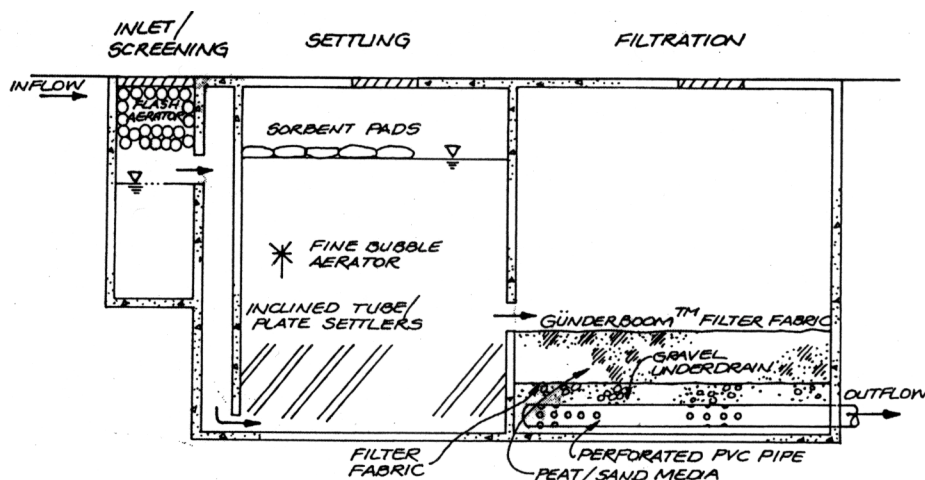 INLET/
SCREENING
SETTLING
FILTRATION
INFLOW
FLASH
AERATOR
SORBENT PADS
FINE BUBBLE
AERATOR
INCLINED TUBE/
PLATE SETTLERS
GÜNDERBOOM™ FILTER FABRIC
GRAVEL
UNDERDRAIN
OUTFLOW
FILTER
FABRIC
PERFORATED PVC PIPE
PEAT/SAND MEDIA